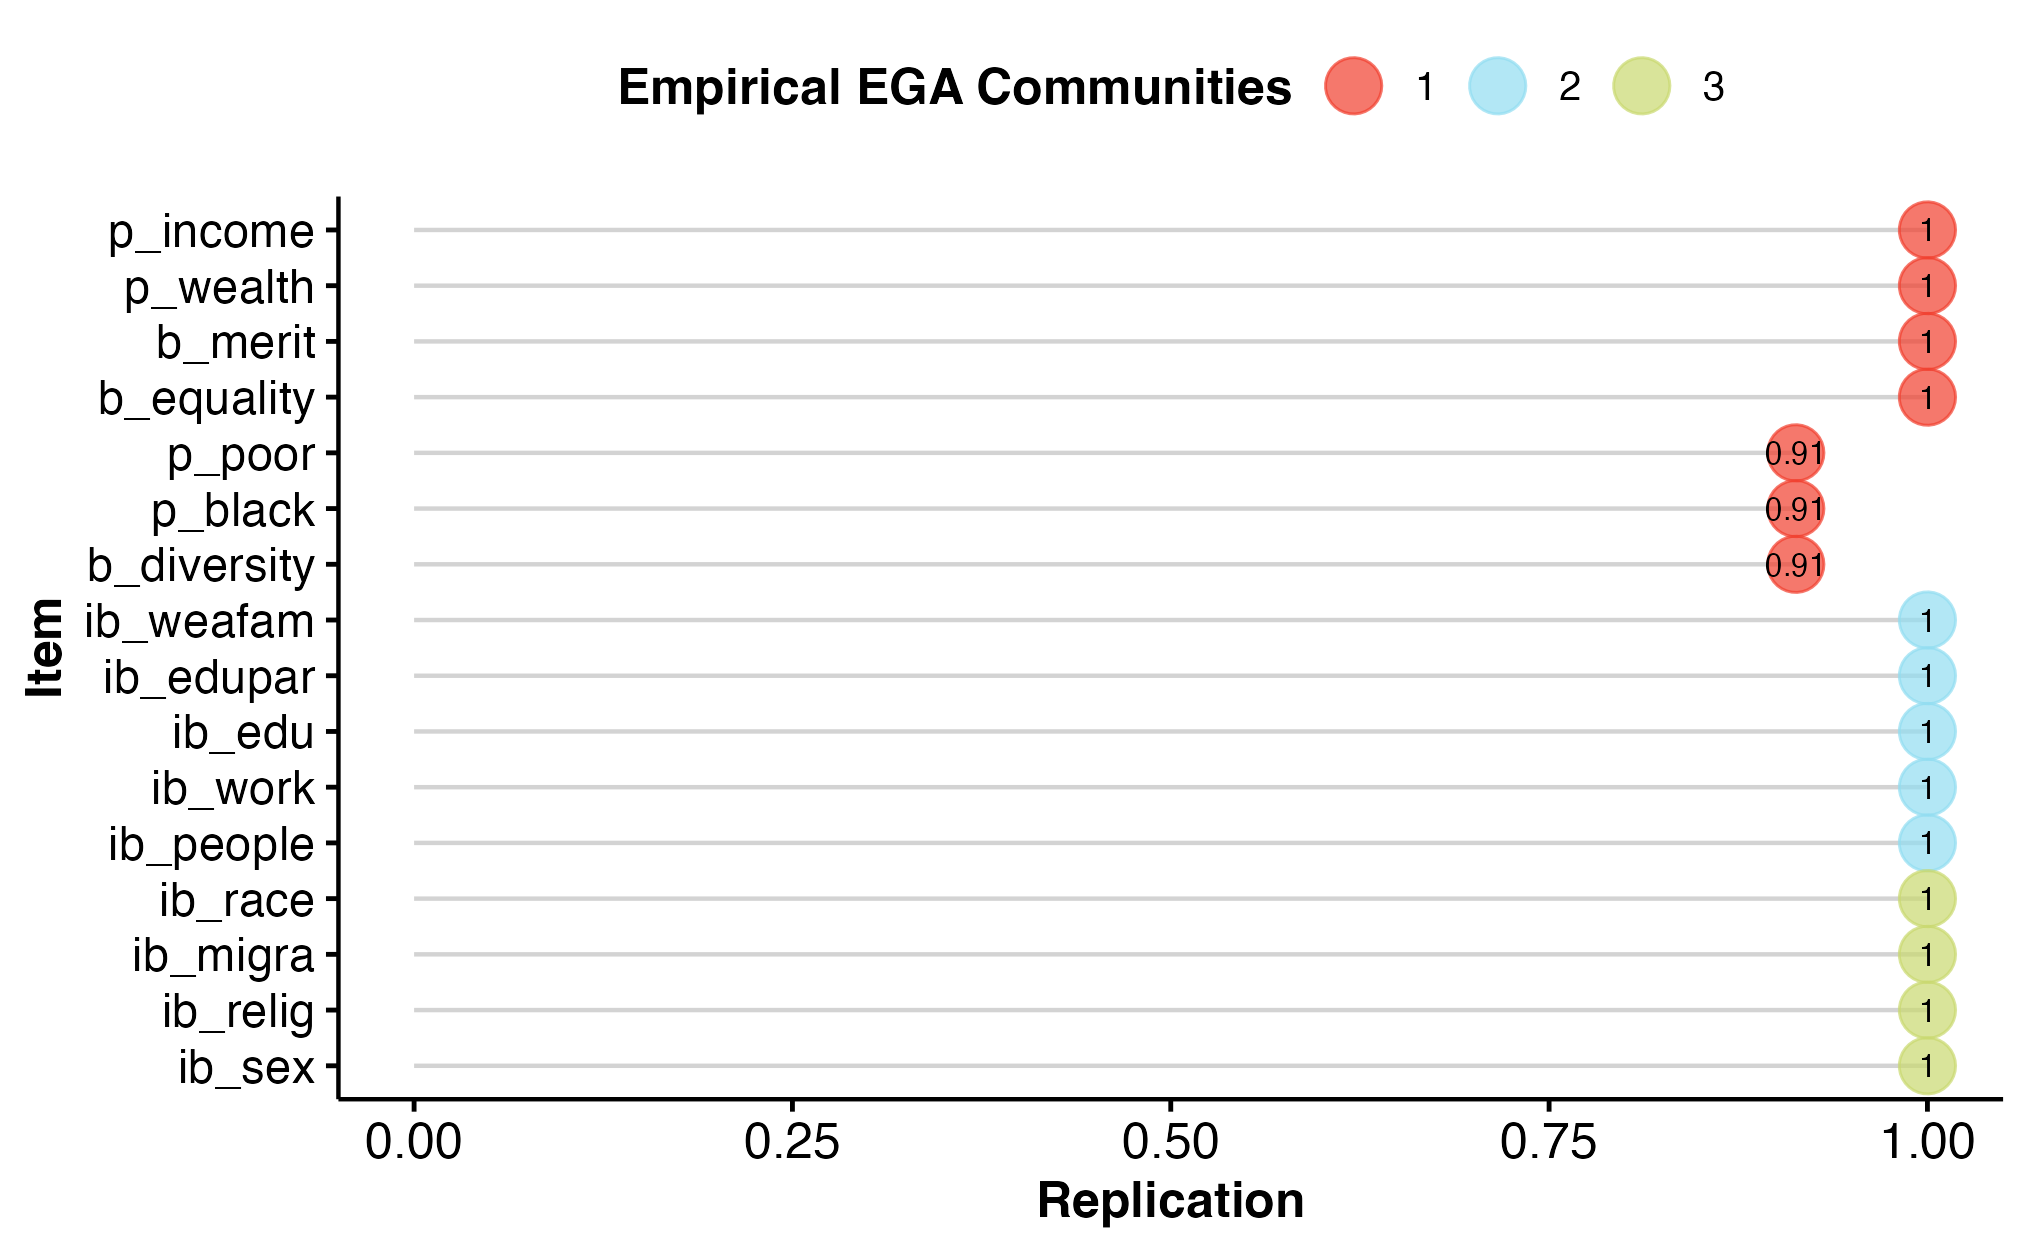 Empirical EGA Communities 1 2 3
p_income 1
p_wealth 1
b_merit 1
b_equality 1
p_poor 0.91
p_black 0.91
b_diversity 0.91
ib_weafam 1
ib_edupar 1
ib_edu 1
ib_work 1
ib_people 1
ib_race 1
ib_migra 1
ib_relig 1
ib_sex 1
Item
0.00 0.25 0.50 0.75 1.00
Replication